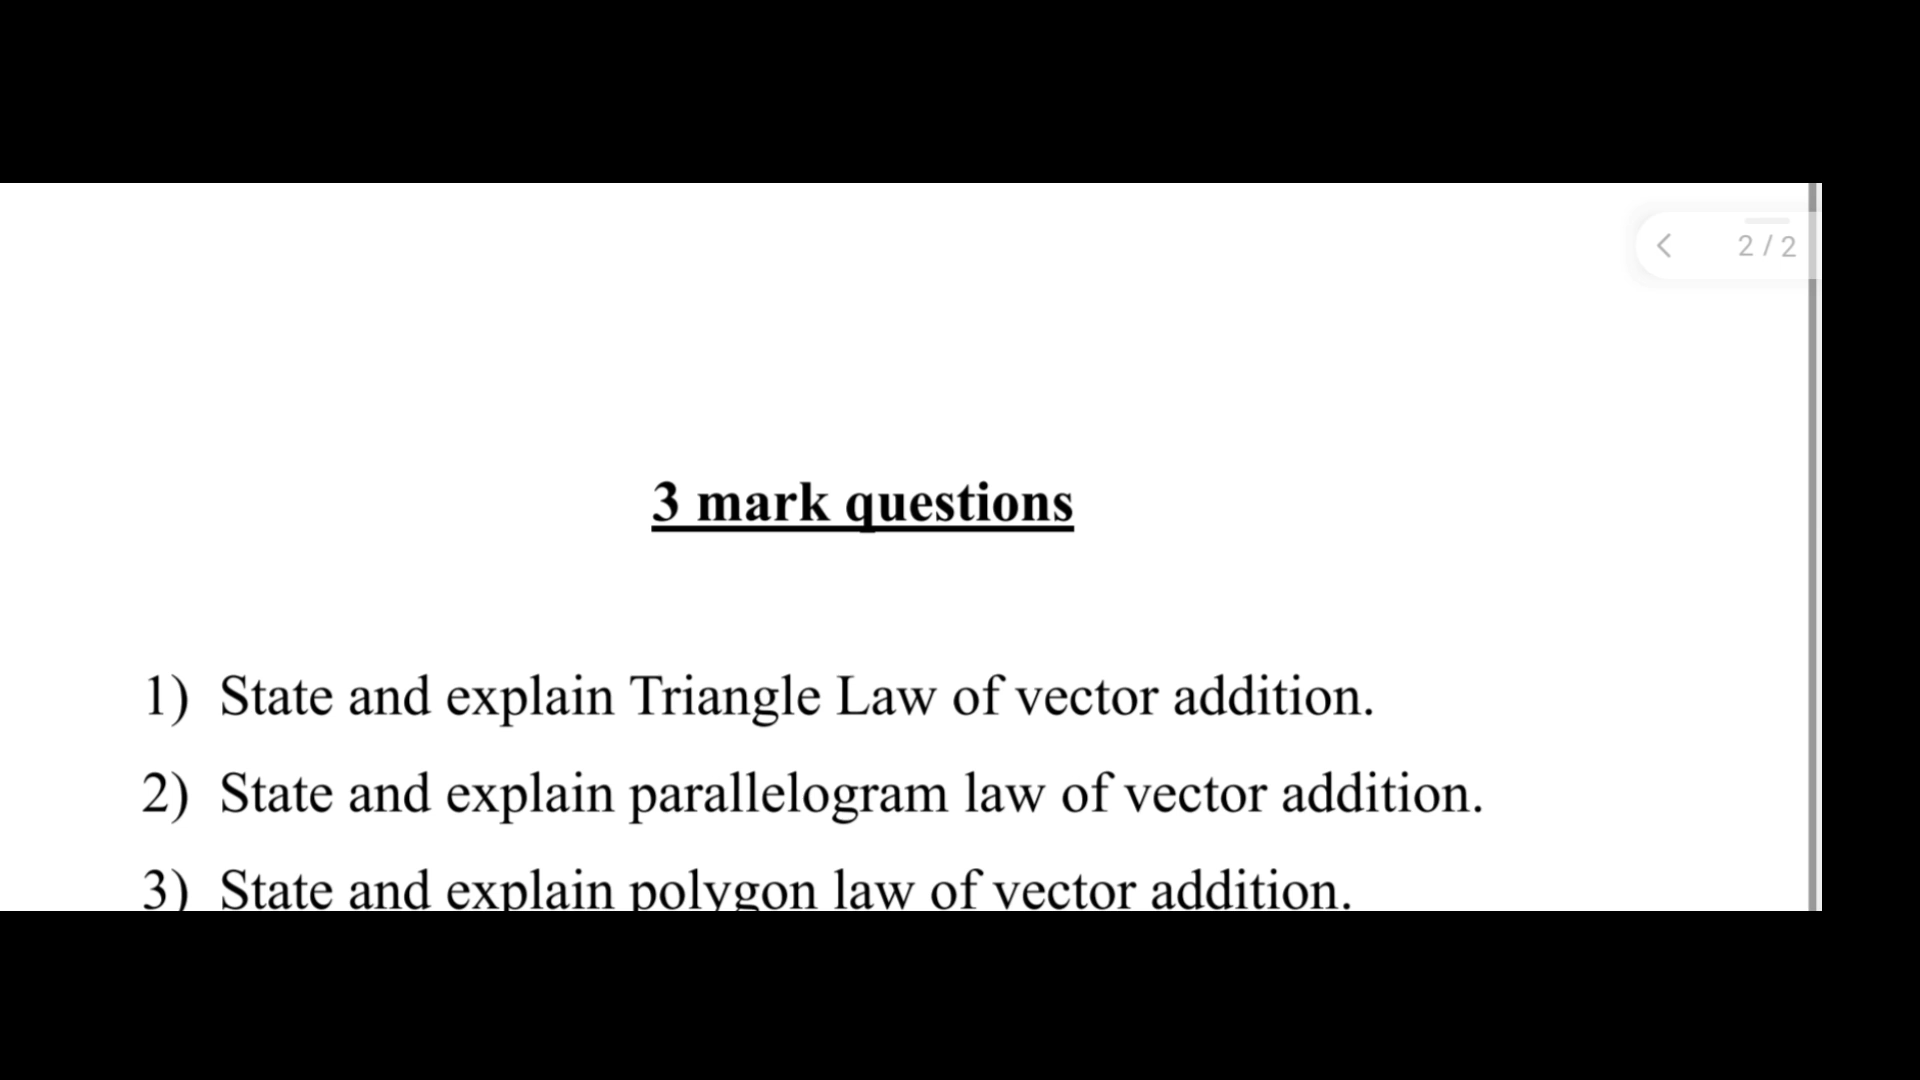 2 / 2
3 mark questions
1) State and explain Triangle Law of vector addition.
2) State and explain parallelogram law of vector addition.
3) State and explain polygon law of vector addition.